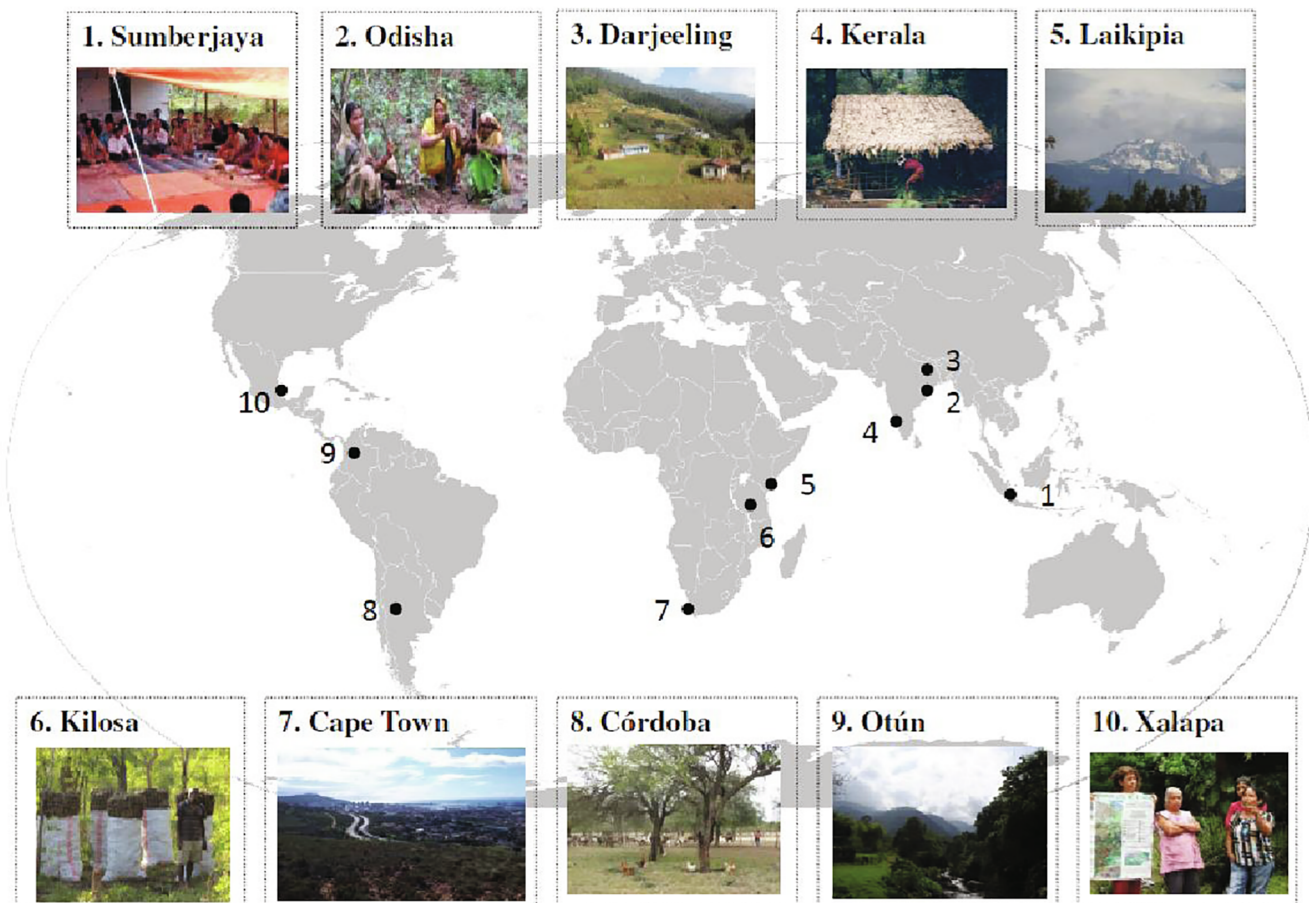 1. Sumberjaya
2. Odisha
3. Darjeeling
4. Kerala
5. Laikipia
3
10
2
4
9
5
1
6
8
7
6. Kilosa
7. Cape Town
8. Córdoba
9. Otún
10. Xalapa